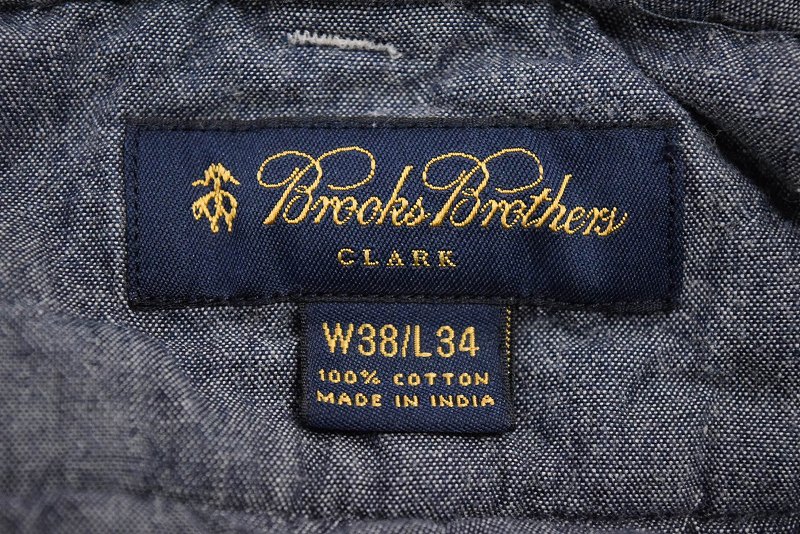 Brooks Brothers
CLARK
W38/L34
100% COTTON
MADE IN INDIA